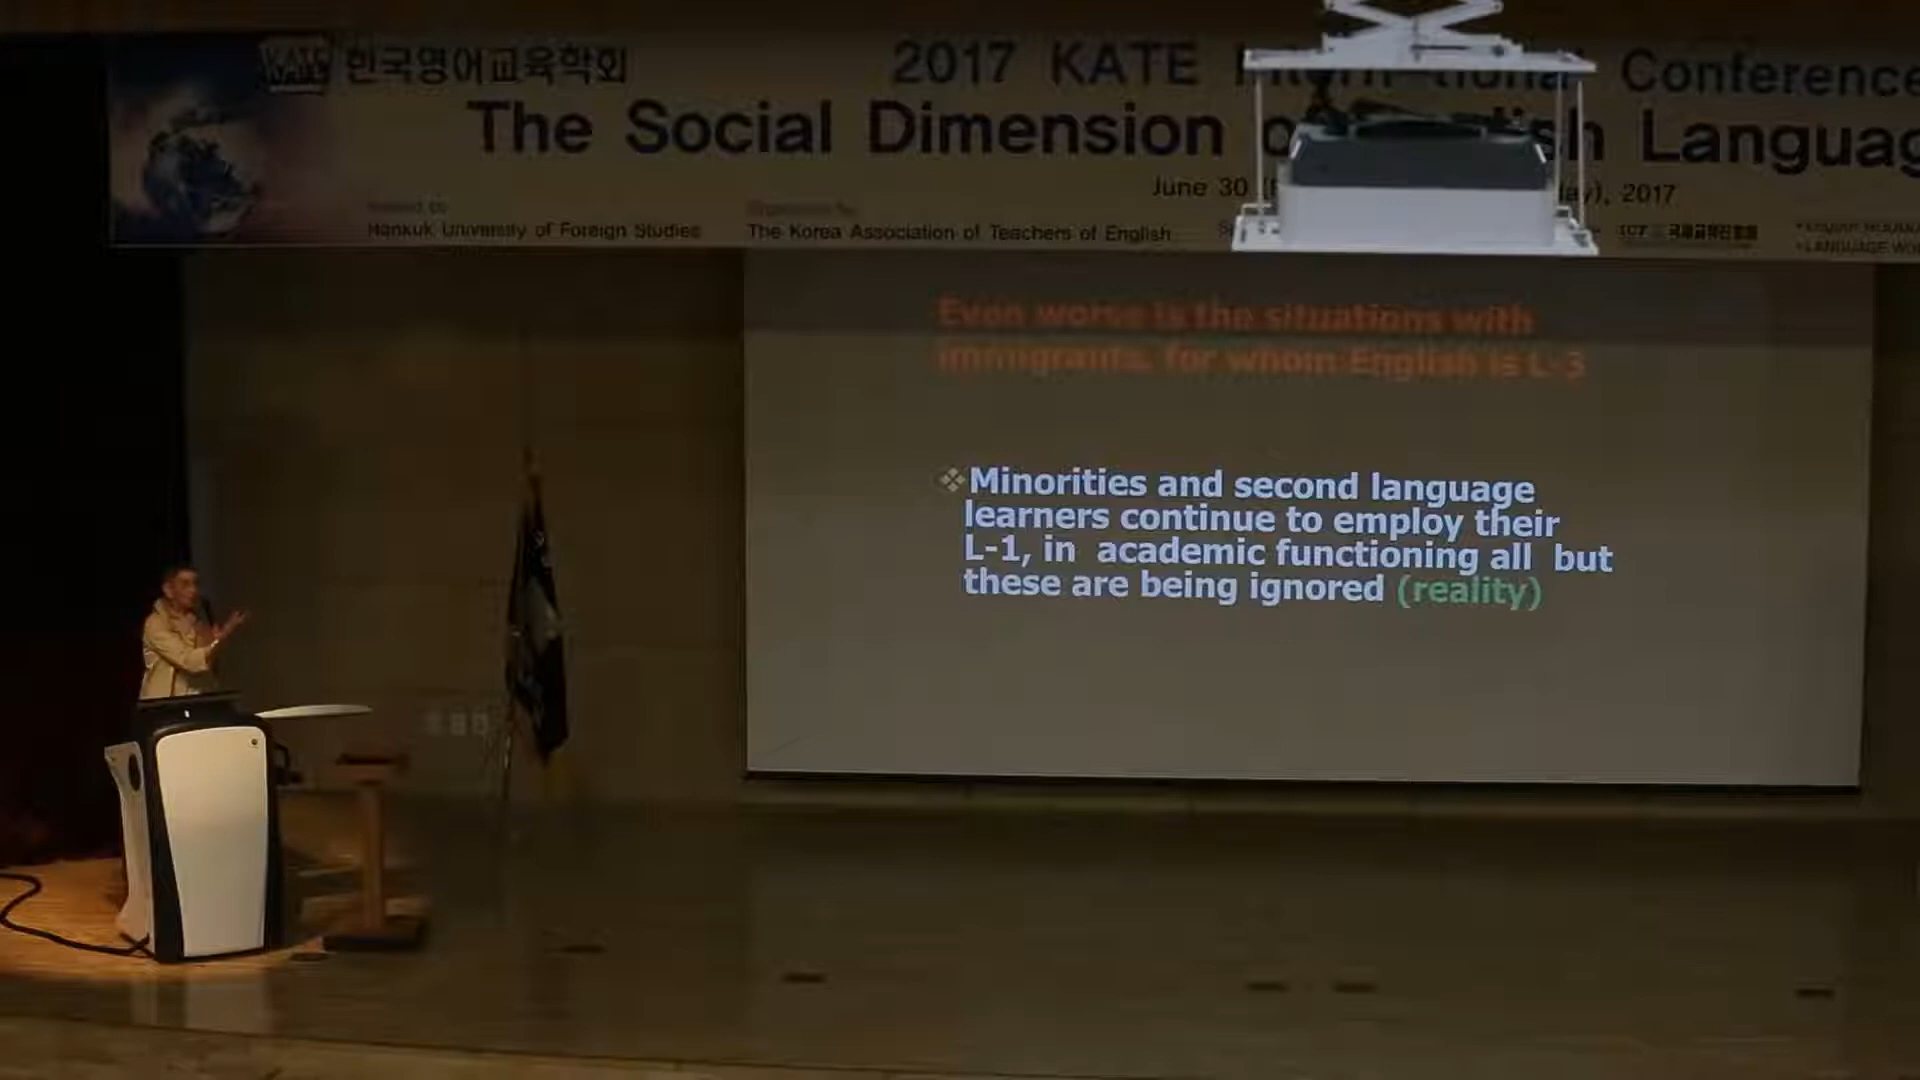 KATE 한국영어교육학회
2017 KATE Conference
The Social Dimension Languag
June 30 2017
Hankuk University of Foreign Studies
The Korea Association of Teachers of English
Even worse is the situations with
immigrants, for whom English is L-3
❖Minorities and second language
learners continue to employ their
L-1, in academic functioning all but
these are being ignored (reality)